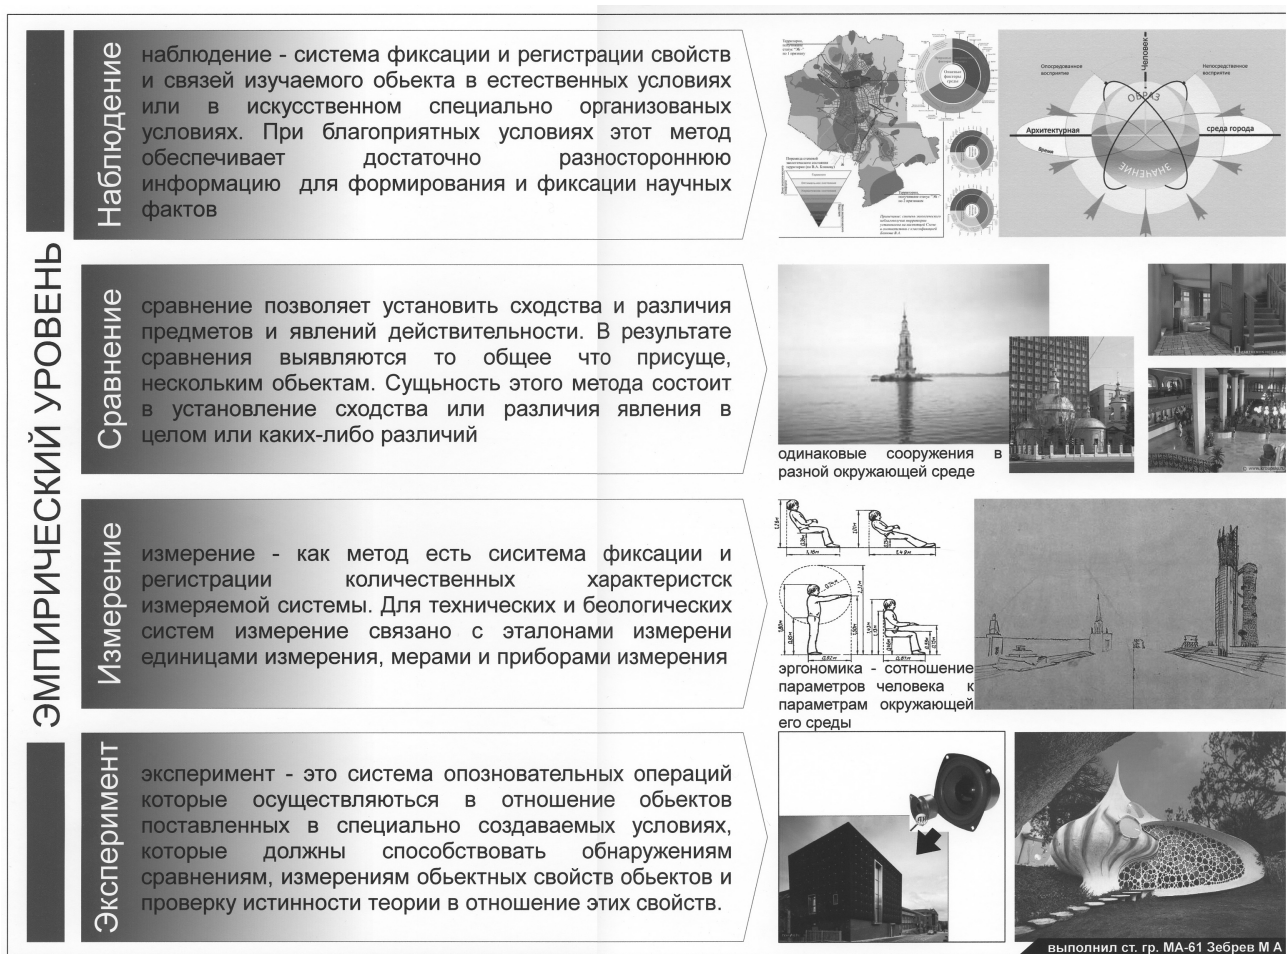 ЭМПИРИЧЕСКИЙ УРОВЕНЬ
Наблюдение
наблюдение - система фиксации и регистрации свойств
и связей изучаемого обьекта в естественных условиях
или в искусственном специально организованых
условиях. При благоприятных условиях этот метод
обеспечивает достаточно разностороннюю
информацию для формирования и фиксации научных
фактов
Опосредованое
восприятие
Человек
Непосредственное
восприятие
ОБРАЗ
Архитектурная
среда города
Время
ЗНАЧЕНИЕ
Сравнение
сравнение позволяет установить сходства и различия
предметов и явлений действительности. В результате
сравнения выявляются то общее что присуще,
нескольким обьектам. Сущьность этого метода состоит
в установление сходства или различия явления в
целом или каких-либо различий
одинаковые сооружения в
разной окружающей среде
Измерение
измерение - как метод есть сиситема фиксации и
регистрации количественных характеристск
измеряемой системы. Для технических и беологических
систем измерение связано с эталонами измерени
единицами измерения, мерами и приборами измерения
эргономика - сотношение
параметров человека к
параметрам окружающей
его среды
Эксперимент
эксперимент - это система опозновательных операций
которые осуществляються в отношение обьектов
поставленных в специально создаваемых условиях,
которые должны способствовать обнаружениям
сравнениям, измерениям обьектных свойств обьектов и
проверку истинности теории в отношение этих свойств.
выполнил ст. гр. МА-61 Зебрев М А